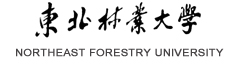 東北林業大學
NORTHEAST FORESTRY UNIVERSITY